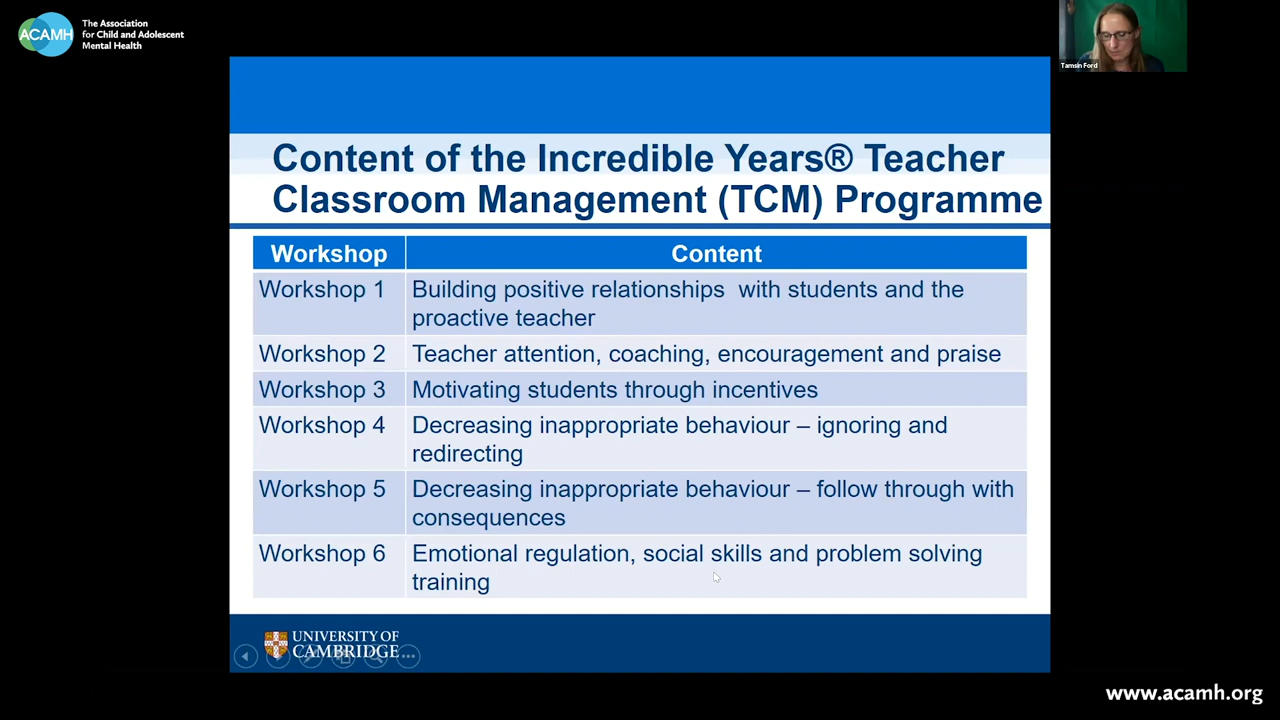 ACAMH
The Association
for Child and Adolescent
Mental Health
Tamsin Ford
Content of the Incredible Years® Teacher
Classroom Management (TCM) Programme
Workshop
Content
Workshop 1
Building positive relationships with students and the
proactive teacher
Workshop 2
Teacher attention, coaching, encouragement and praise
Workshop 3
Motivating students through incentives
Workshop 4
Decreasing inappropriate behaviour – ignoring and
redirecting
Workshop 5
Decreasing inappropriate behaviour – follow through with
consequences
Workshop 6
Emotional regulation, social skills and problem solving
training
UNIVERSITY OF
CAMBRIDGE
www.acamh.org